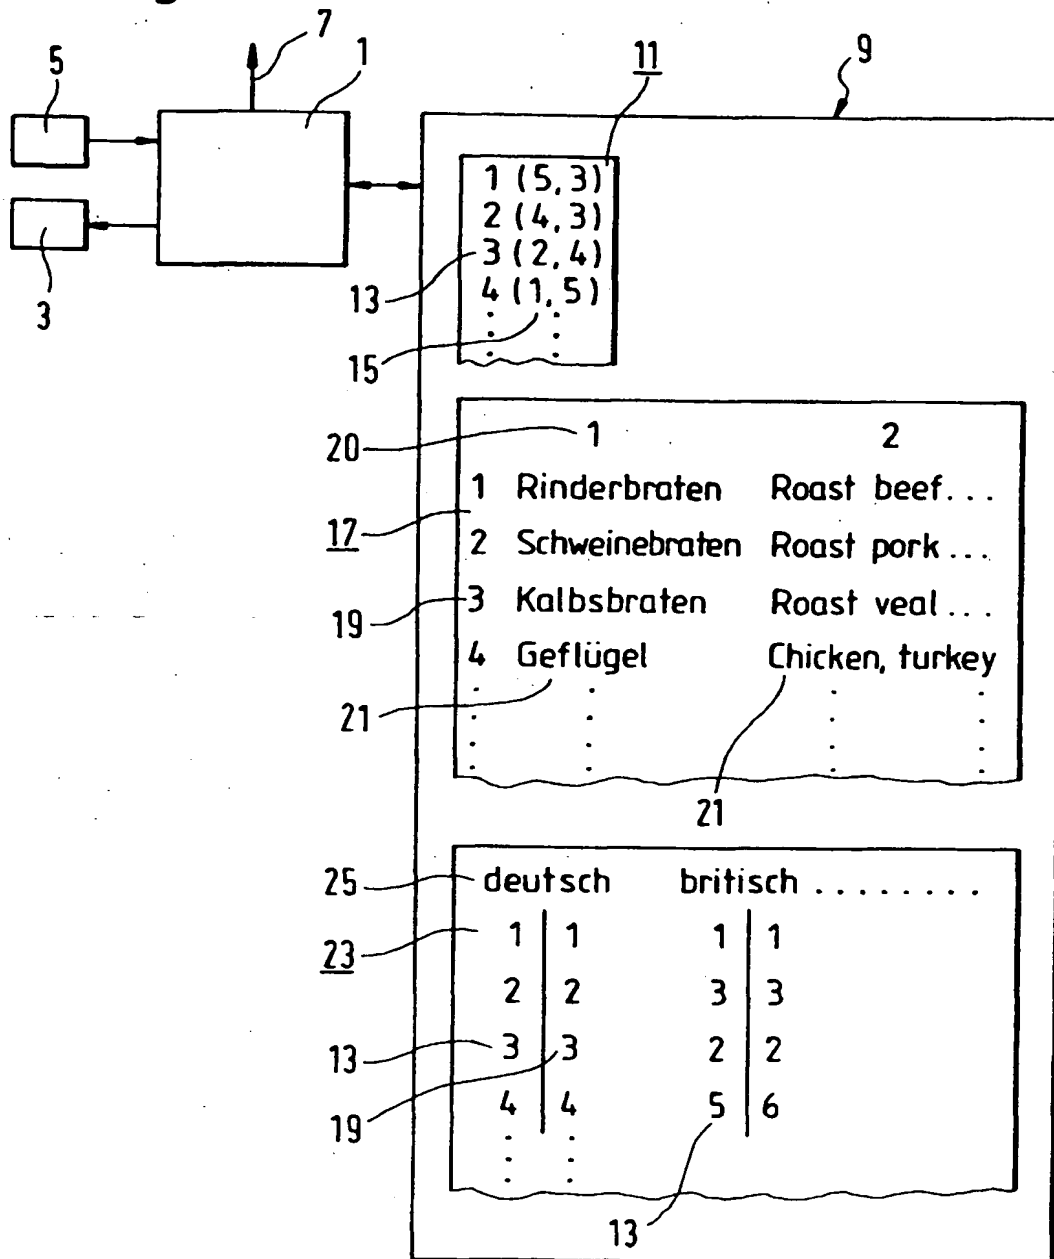 7
1
5
11
9
3
1 (5, 3)
2 (4, 3)
3 (2, 4)
4 (1, 5)
13
15
20
1 2
1 Rinderbraten Roast beef...
17
2 Schweinebraten Roast pork ...
19
3 Kalbsbraten Roast veal ...
4 Geflügel Chicken, turkey
21
21
25
deutsch britisch ........
23
1 1 1 1
2 2 3 3
13
3 3 2 2
19
4 4 5 6
13